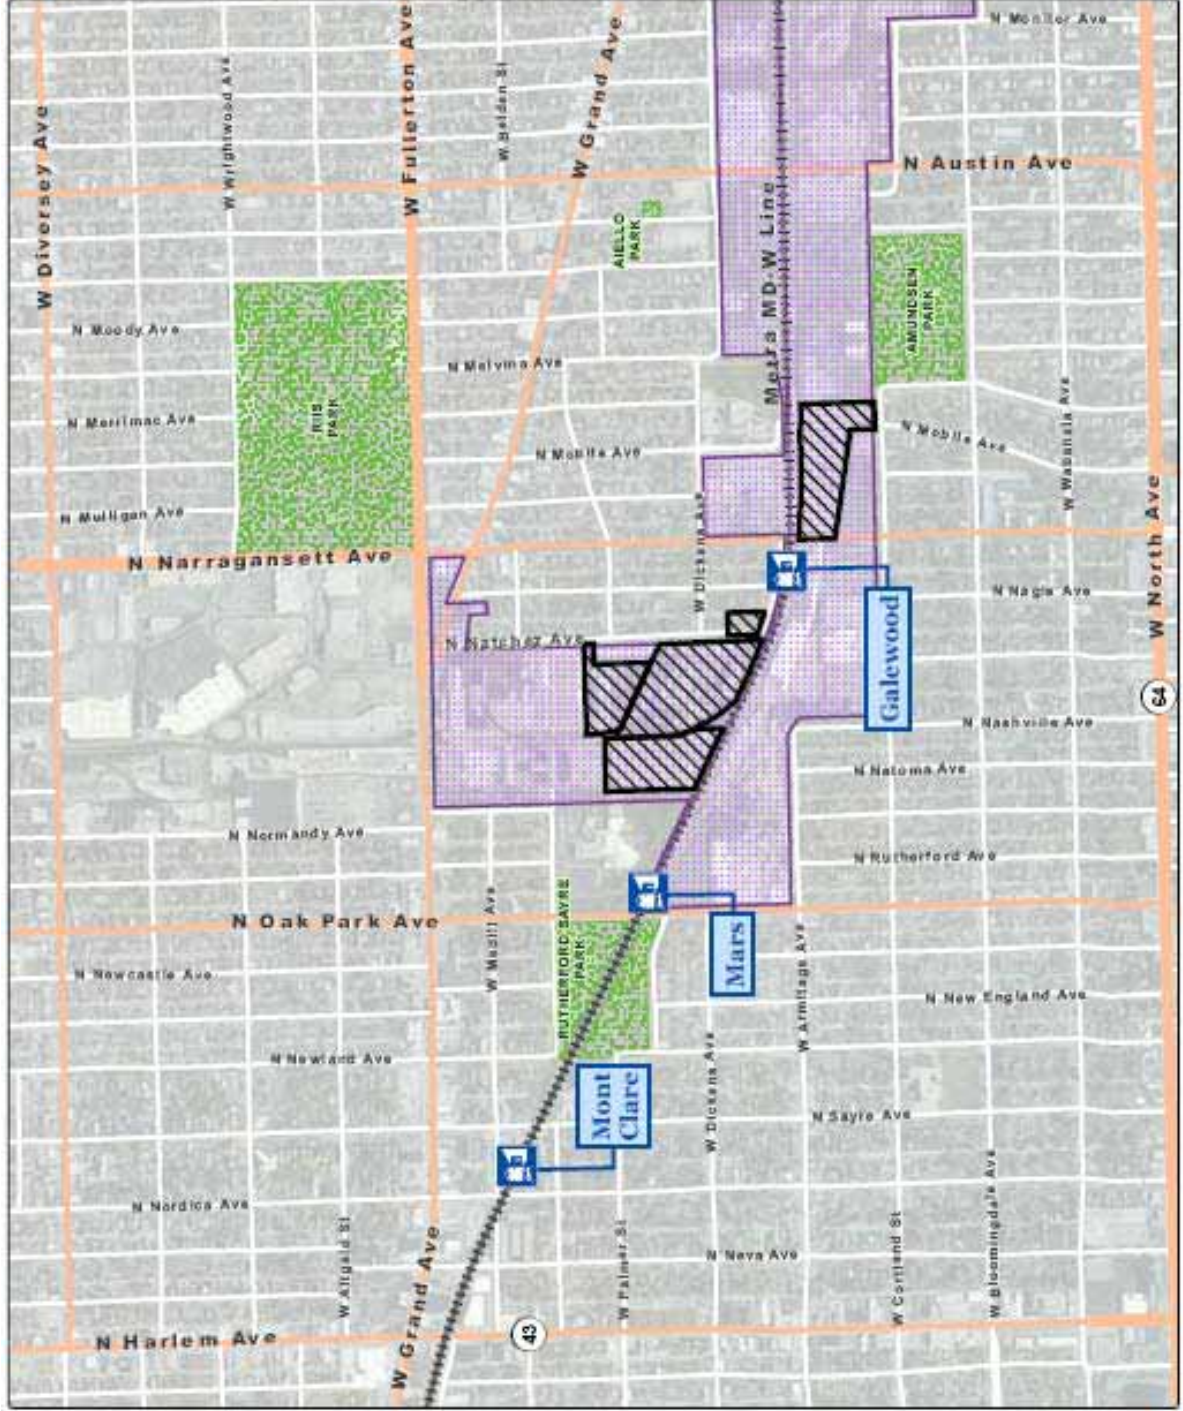 N Monitor Ave
W Diversey Ave
W Wrightwood Ave
W Fullerton Ave
W Belden St
W Grand Ave
N Austin Ave
Metra MD-W Line
AIELLO
PARK
AMUNDSEN
PARK
N Moody Ave
N Melvina Ave
N Merrimac Ave
RIIS
PARK
N Mobile Ave
N Mobile Ave
W Wabansia Ave
N Mulligan Ave
W Dickens Ave
W North Ave
N Narragansett Ave
N Nagle Ave
N Natchez Ave
Galewood
64
N Nashville Ave
N Natoma Ave
N Normandy Ave
N Rutherford Ave
RUTHERFORD SAYRE
PARK
N Oak Park Ave
W Medill Ave
Mars
N Newcastle Ave
W Armitage Ave
N New England Ave
N Newland Ave
Mont
Clare
W Dickens Ave
N Sayre Ave
N Nordica Ave
W Altgeld St
W Grand Ave
W Palmer St
N Neva Ave
W Cortland St
W Bloomingdale Ave
N Harlem Ave
43